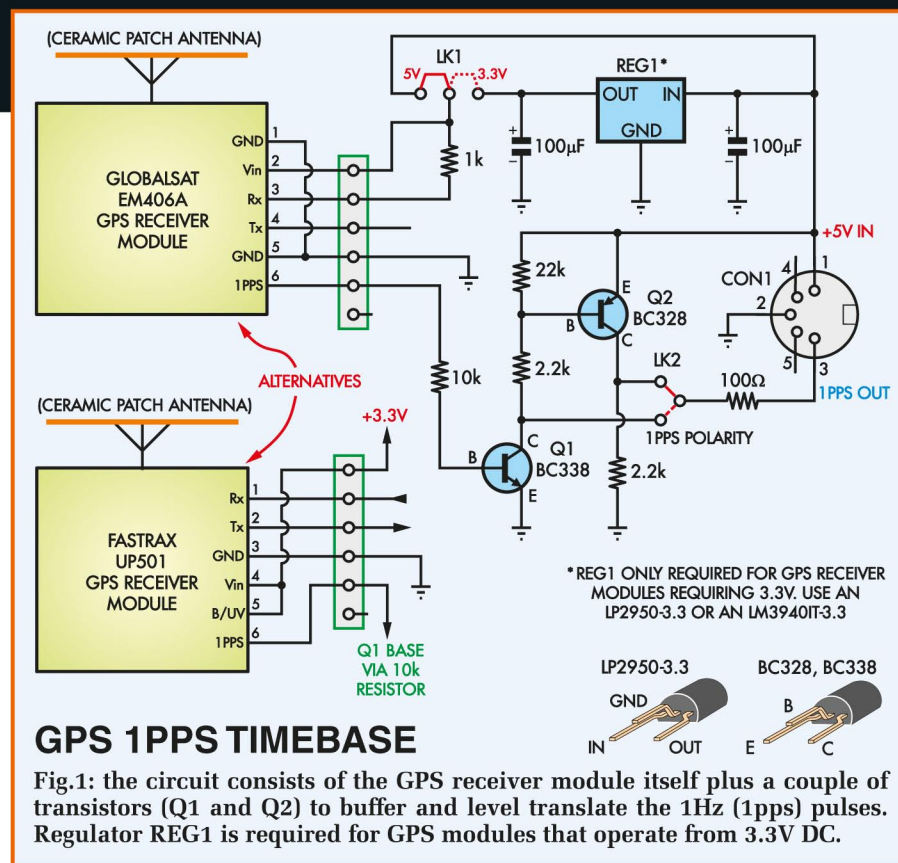 (CERAMIC PATCH ANTENNA)
LK1
5V
3.3V
REG1*
OUT IN
GND
+
100µF
–
+
100µF
–
1k
GLOBALSAT
EM406A
GPS RECEIVER
MODULE
GND 1
Vin 2
Rx 3
Tx 4
GND 5
1PPS 6
+5V IN
22k
E
Q2
BC328
B
C
CON1
4
1
2
5
3
LK2
100Ω
1PPS OUT
1PPS POLARITY
2.2k
10k
2.2k
C
Q1
BC338
B
E
ALTERNATIVES
(CERAMIC PATCH ANTENNA)
+3.3V
FASTRAX
UP501
GPS RECEIVER
MODULE
Rx 1
Tx 2
GND 3
Vin 4
B/UV 5
1PPS 6
Q1 BASE
VIA 10k
RESISTOR
*REG1 ONLY REQUIRED FOR GPS RECEIVER
MODULES REQUIRING 3.3V. USE AN
LP2950-3.3 OR AN LM3940IT-3.3
LP2950-3.3
GND
IN
OUT
BC328, BC338
B
E
C
GPS 1PPS TIMEBASE
Fig.1: the circuit consists of the GPS receiver module itself plus a couple of
transistors (Q1 and Q2) to buffer and level translate the 1Hz (1pps) pulses.
Regulator REG1 is required for GPS modules that operate from 3.3V DC.